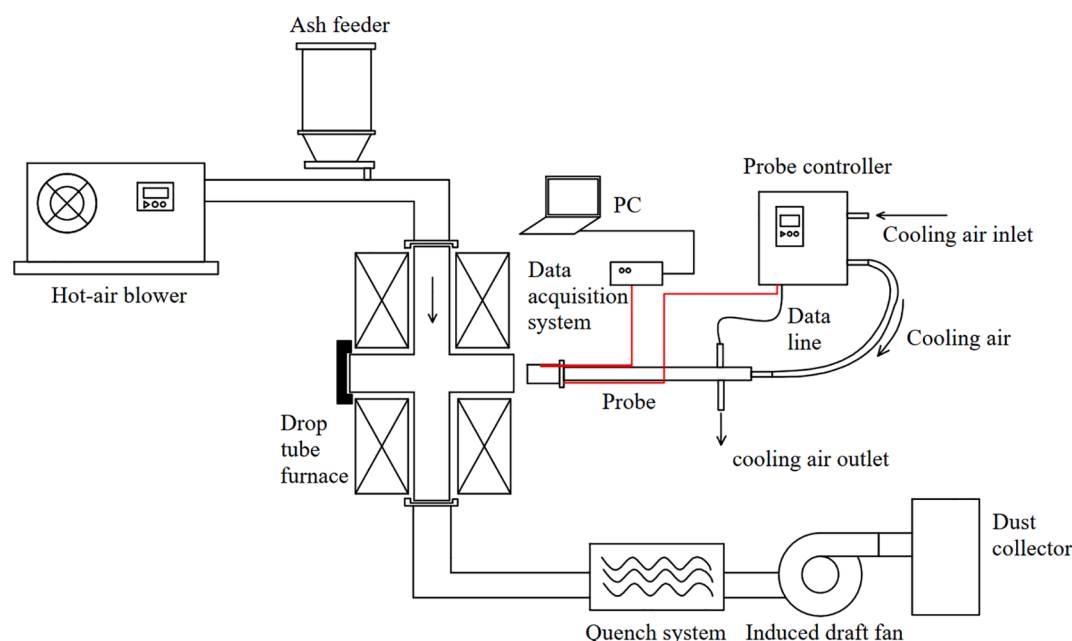 Ash feeder
Probe controller
PC
Cooling air inlet
Hot-air blower
Data
acquisition
system
Data
line
Cooling air
Probe
Drop
tube
furnace
cooling air outlet
Dust
collector
Quench system
Induced draft fan